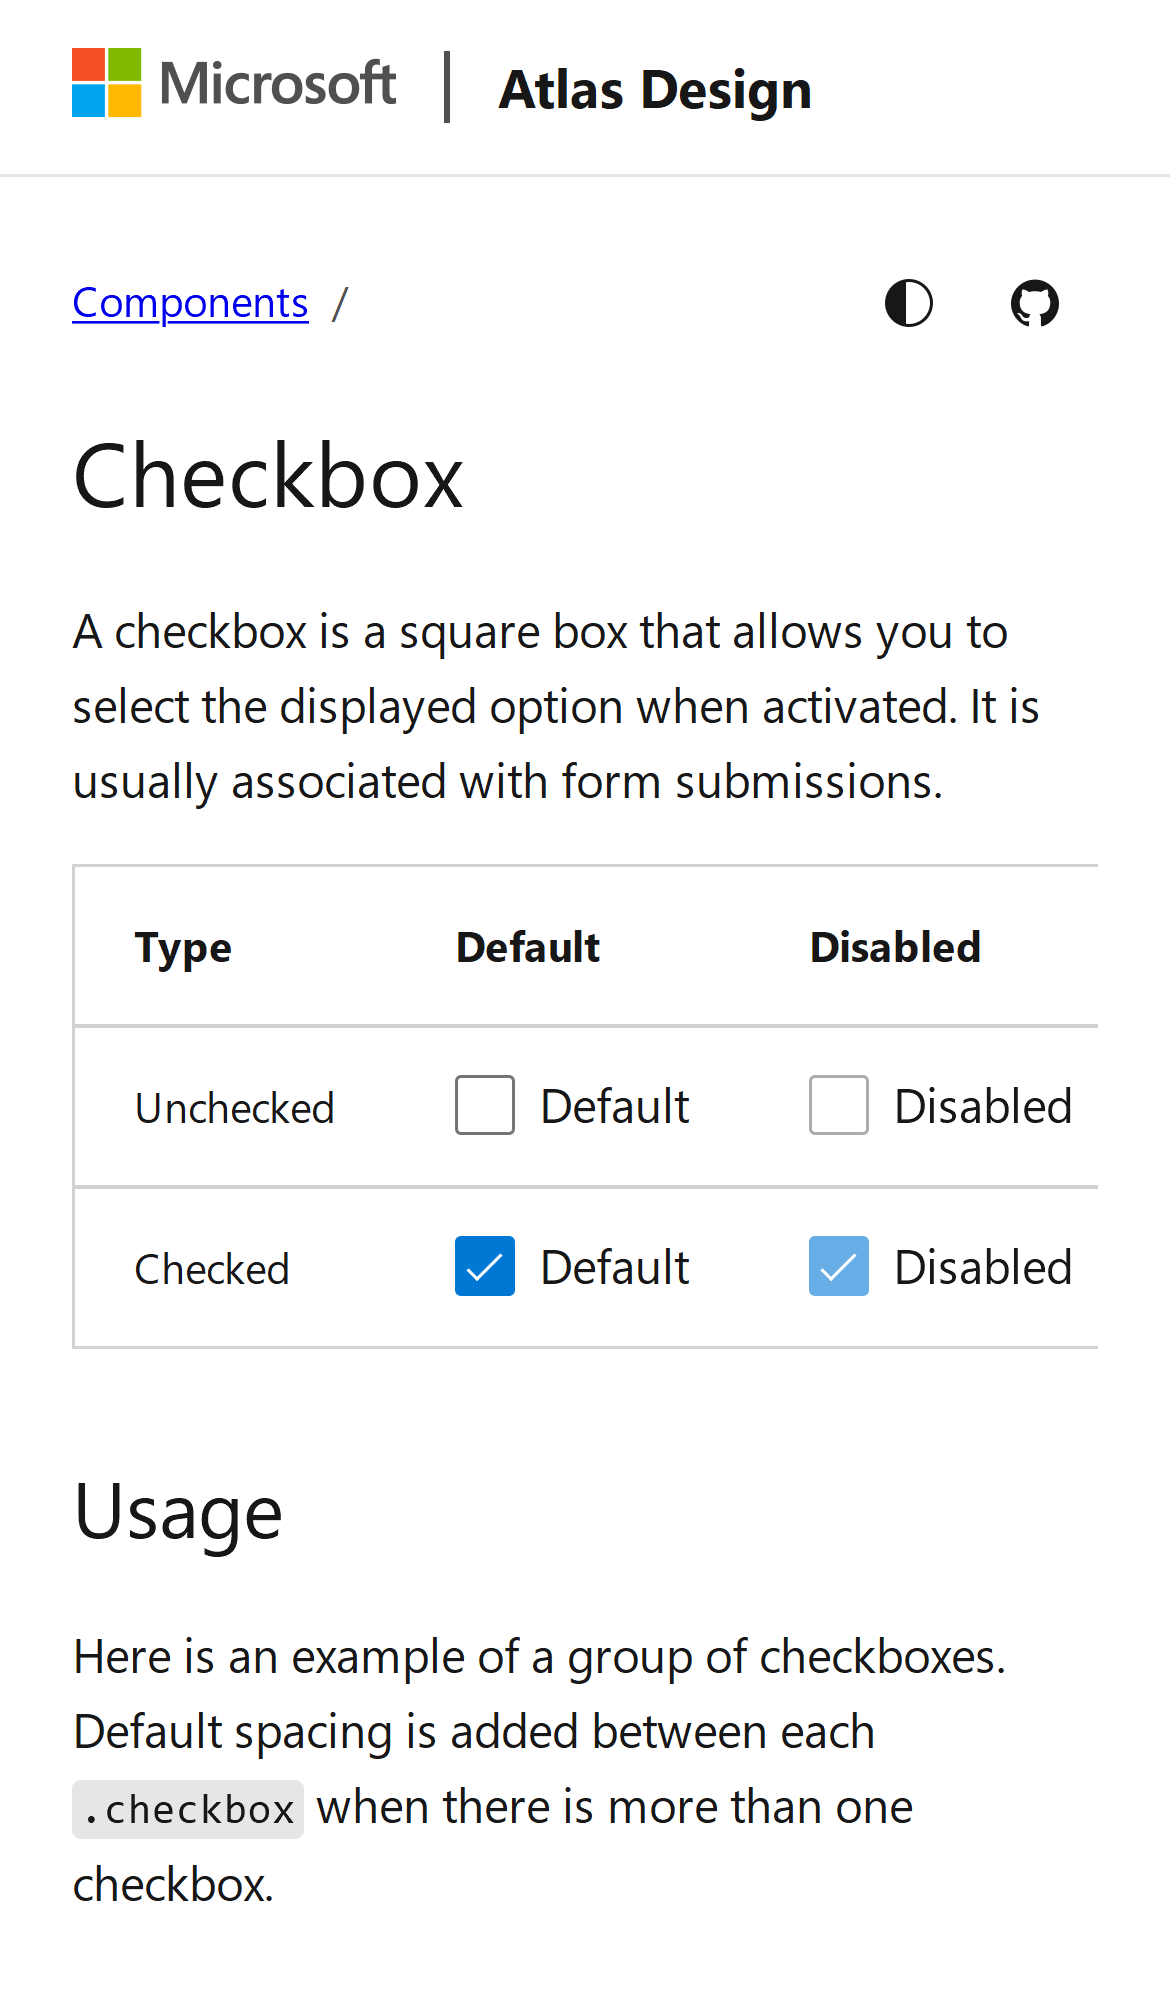 Microsoft | Atlas Design
Components /
Checkbox
A checkbox is a square box that allows you to
select the displayed option when activated. It is
usually associated with form submissions.
Type Default Disabled
Unchecked Default Disabled
Checked Default Disabled
Usage
Here is an example of a group of checkboxes.
Default spacing is added between each
.checkbox when there is more than one
checkbox.